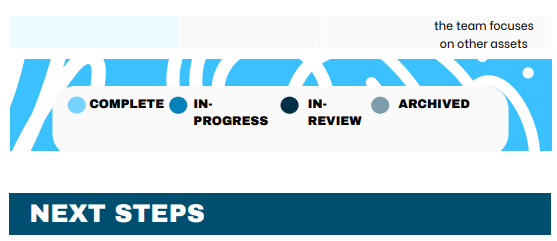 the team focuses
on other assets
COMPLETE IN- IN- ARCHIVED
PROGRESS REVIEW
NEXT STEPS